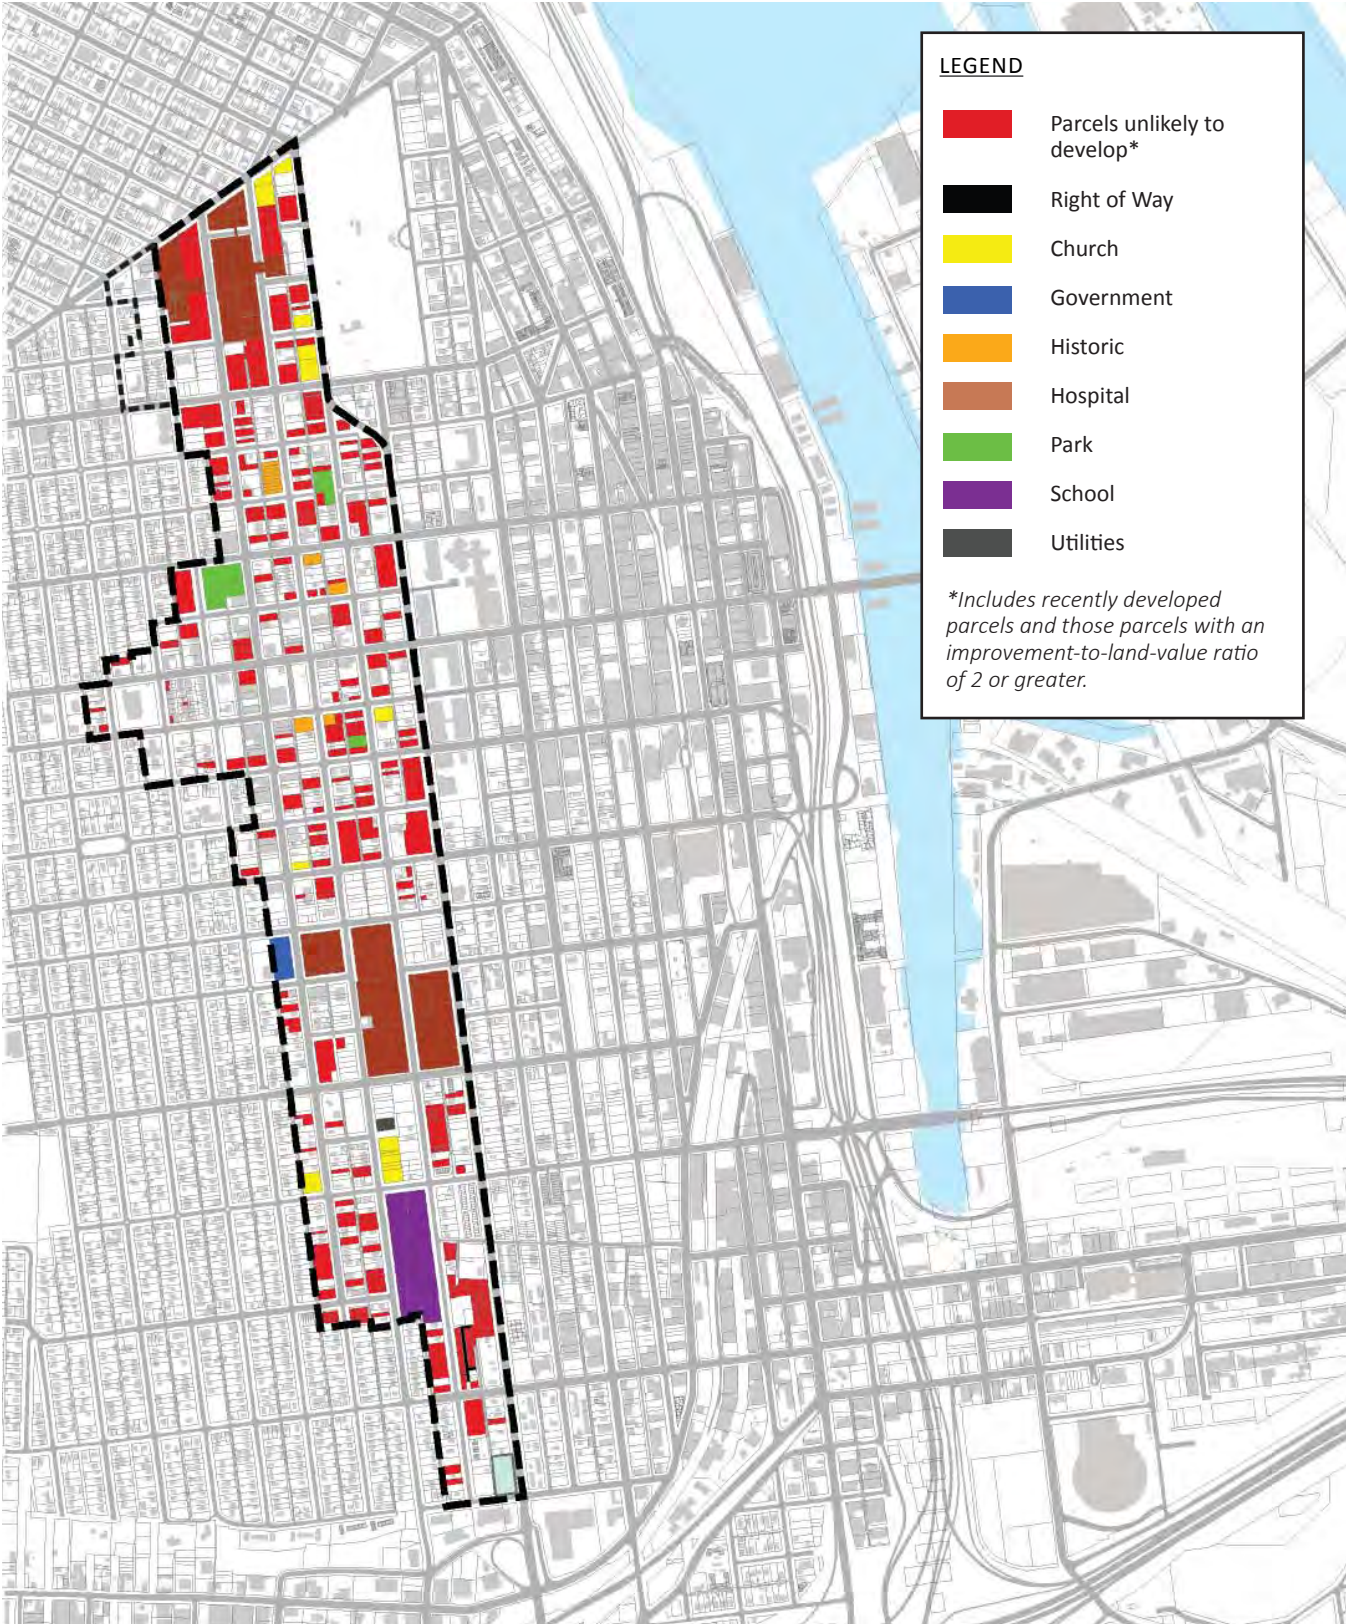 LEGEND
Parcels unlikely to
develop*
Right of Way
Church
Government
Historic
Hospital
Park
School
Utilities
*Includes recently developed
parcels and those parcels with an
improvement-to-land-value ratio
of 2 or greater.